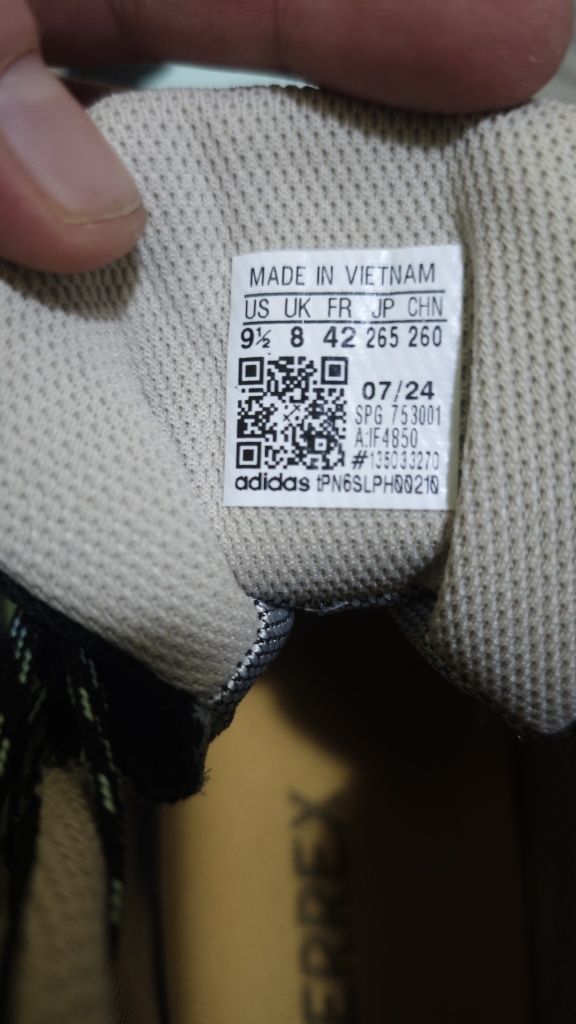 MADE IN VIETNAM
US UK FR JP CHN
9½ 8 42 265 260
07/24
SPG 753001
A:IF4850
#135033270
adidas tPN6SLPH00210
ERREX